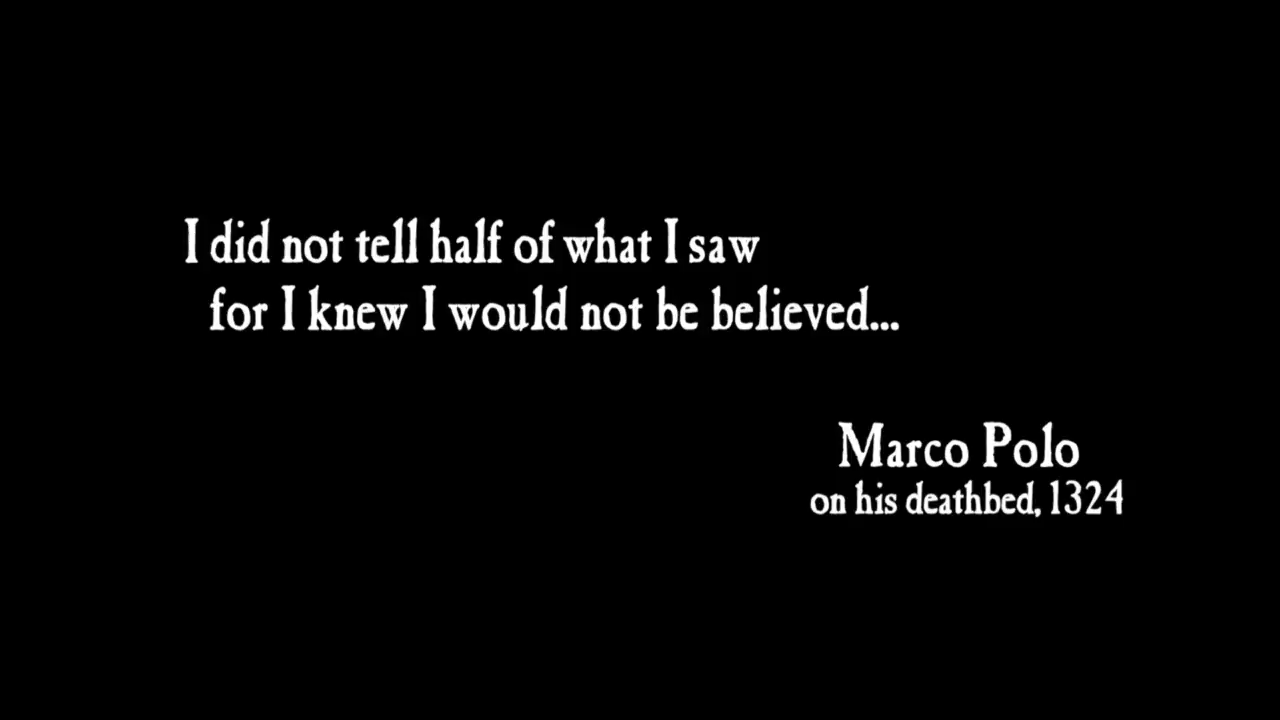 I did not tell half of what I saw
for I knew I would not be believed...
Marco Polo
on his deathbed, 1324